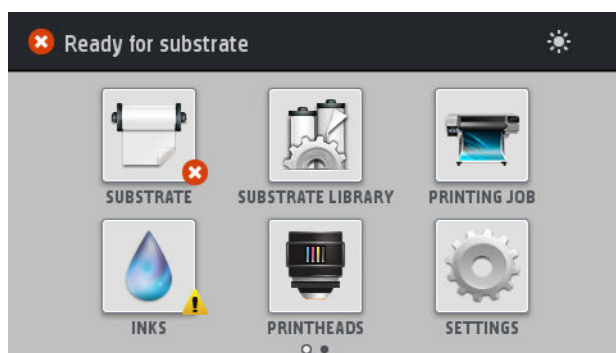 Ready for substrate
SUBSTRATE
SUBSTRATE LIBRARY
PRINTING JOB
INKS
PRINTHEADS
SETTINGS